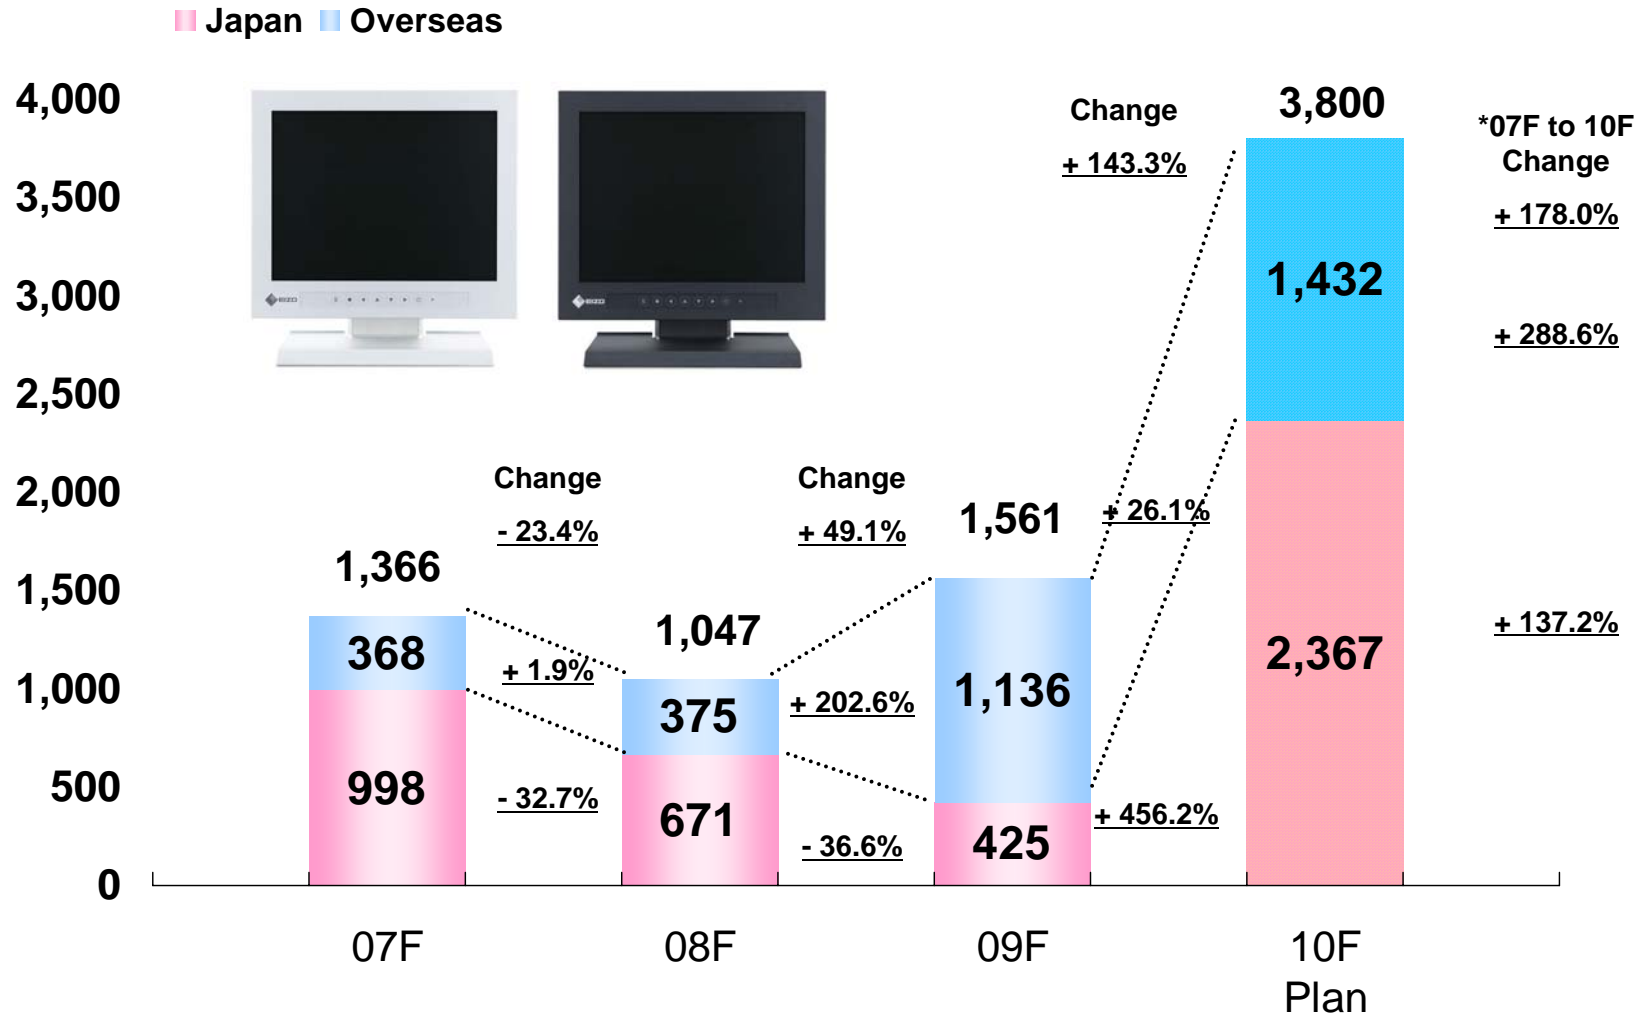 Japan Overseas
4,000
3,500
3,000
2,500
2,000
1,500
1,000
500
0
EIZO
EIZO
1,366
368
998
Change
- 23.4%
+ 1.9%
- 32.7%
1,047
375
671
Change
+ 49.1%
+ 202.6%
- 36.6%
1,561
1,136
425
Change
+ 143.3%
+ 26.1%
+ 456.2%
3,800
1,432
2,367
*07F to 10F
Change
+ 178.0%
+ 288.6%
+ 137.2%
07F
08F
09F
10F
Plan